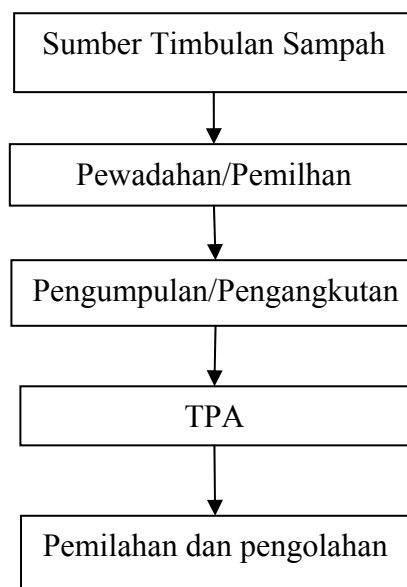 Sumber Timbulan Sampah
Pewadahan/Pemilhan
Pengumpulan/Pengangkutan
TPA
Pemilahan dan pengolahan